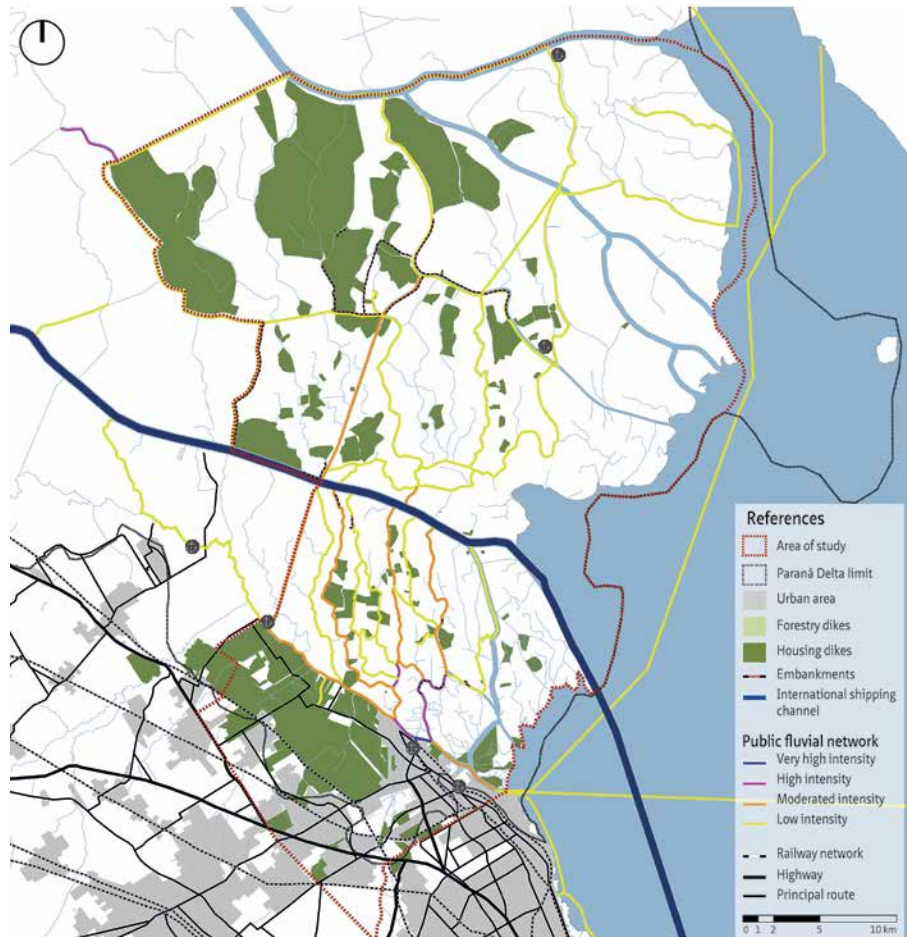 References
Area of study
Paraná Delta limit
Urban area
Forestry dikes
Housing dikes
Embankments
International shipping
channel
Public fluvial network
Very high intensity
High intensity
Moderated intensity
Low intensity
Railway network
Highway
Principal route
0 1 2 5 10 km